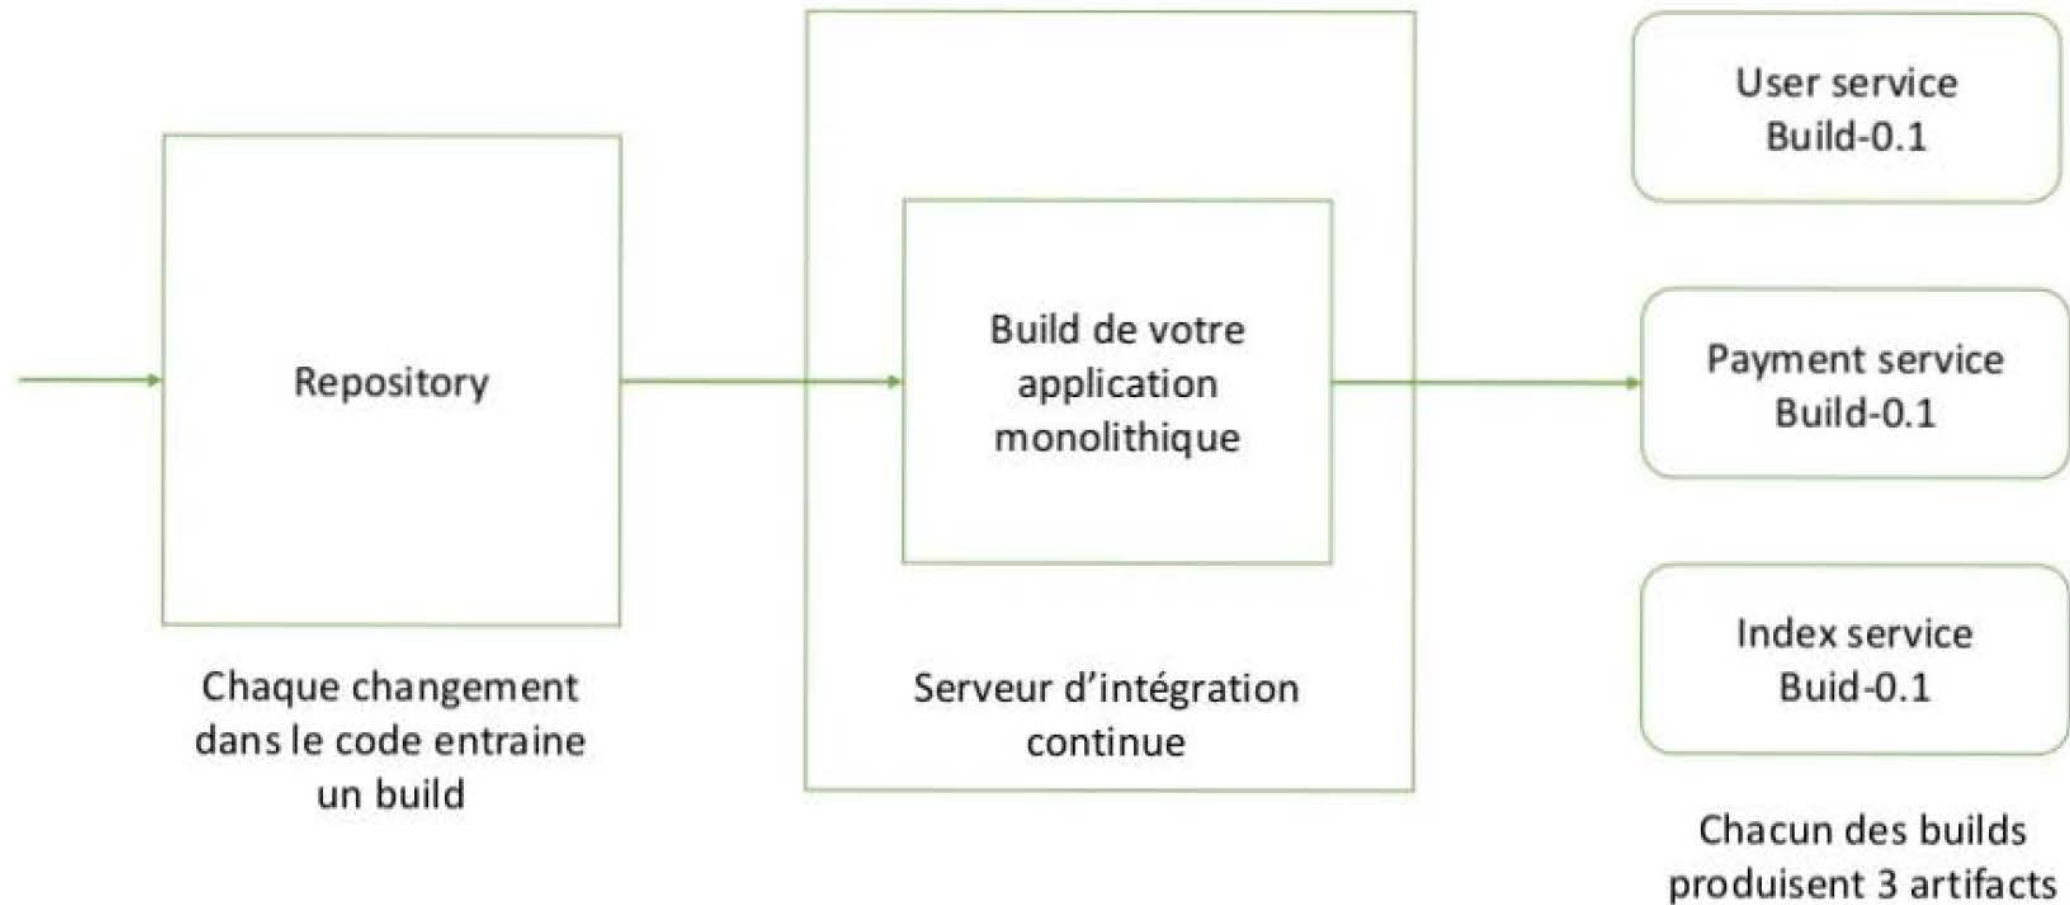 Repository
Chaque changement
dans le code entraine
un build
Build de votre
application
monolithique
Serveur d’intégration
continue
User service
Build-0.1
Payment service
Build-0.1
Index service
Buid-0.1
Chacun des builds
produisent 3 artifacts